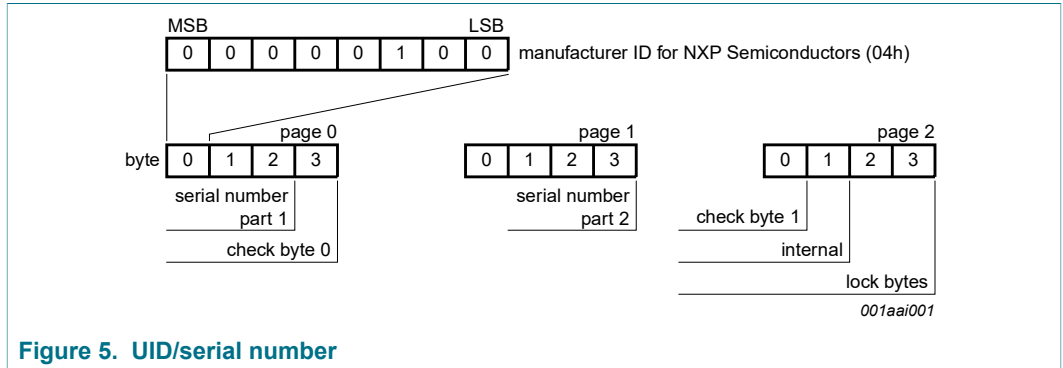 MSB LSB
0 0 0 0 0 1 0 0 manufacturer ID for NXP Semiconductors (04h)
page 0 page 1 page 2
byte 0 1 2 3 0 1 2 3 0 1 2 3
serial number serial number
part 1 part 2 check byte 1
check byte 0 internal
lock bytes
001aai001
Figure 5. UID/serial number